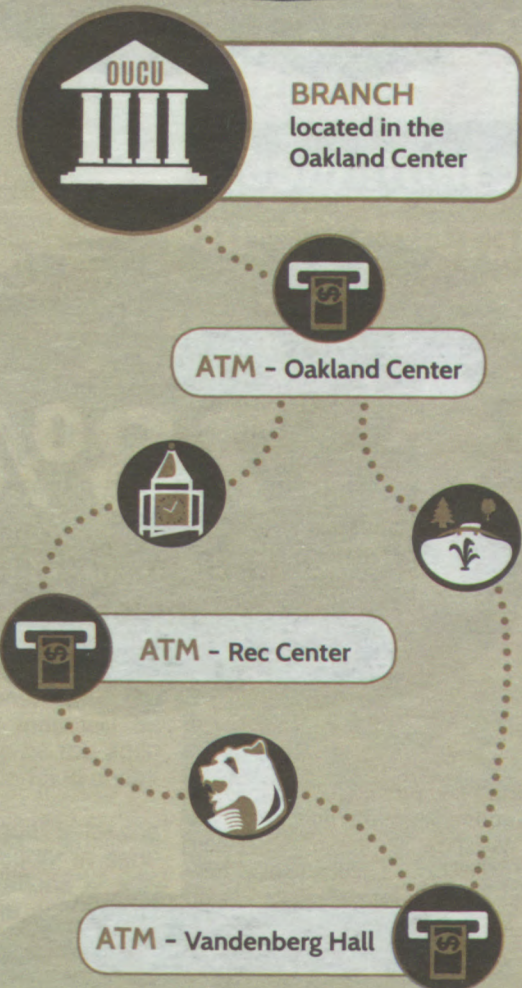 OUCU
BRANCH
located in the
Oakland Center
$
ATM - Oakland Center
$
ATM - Rec Center
ATM - Vandenberg Hall
$